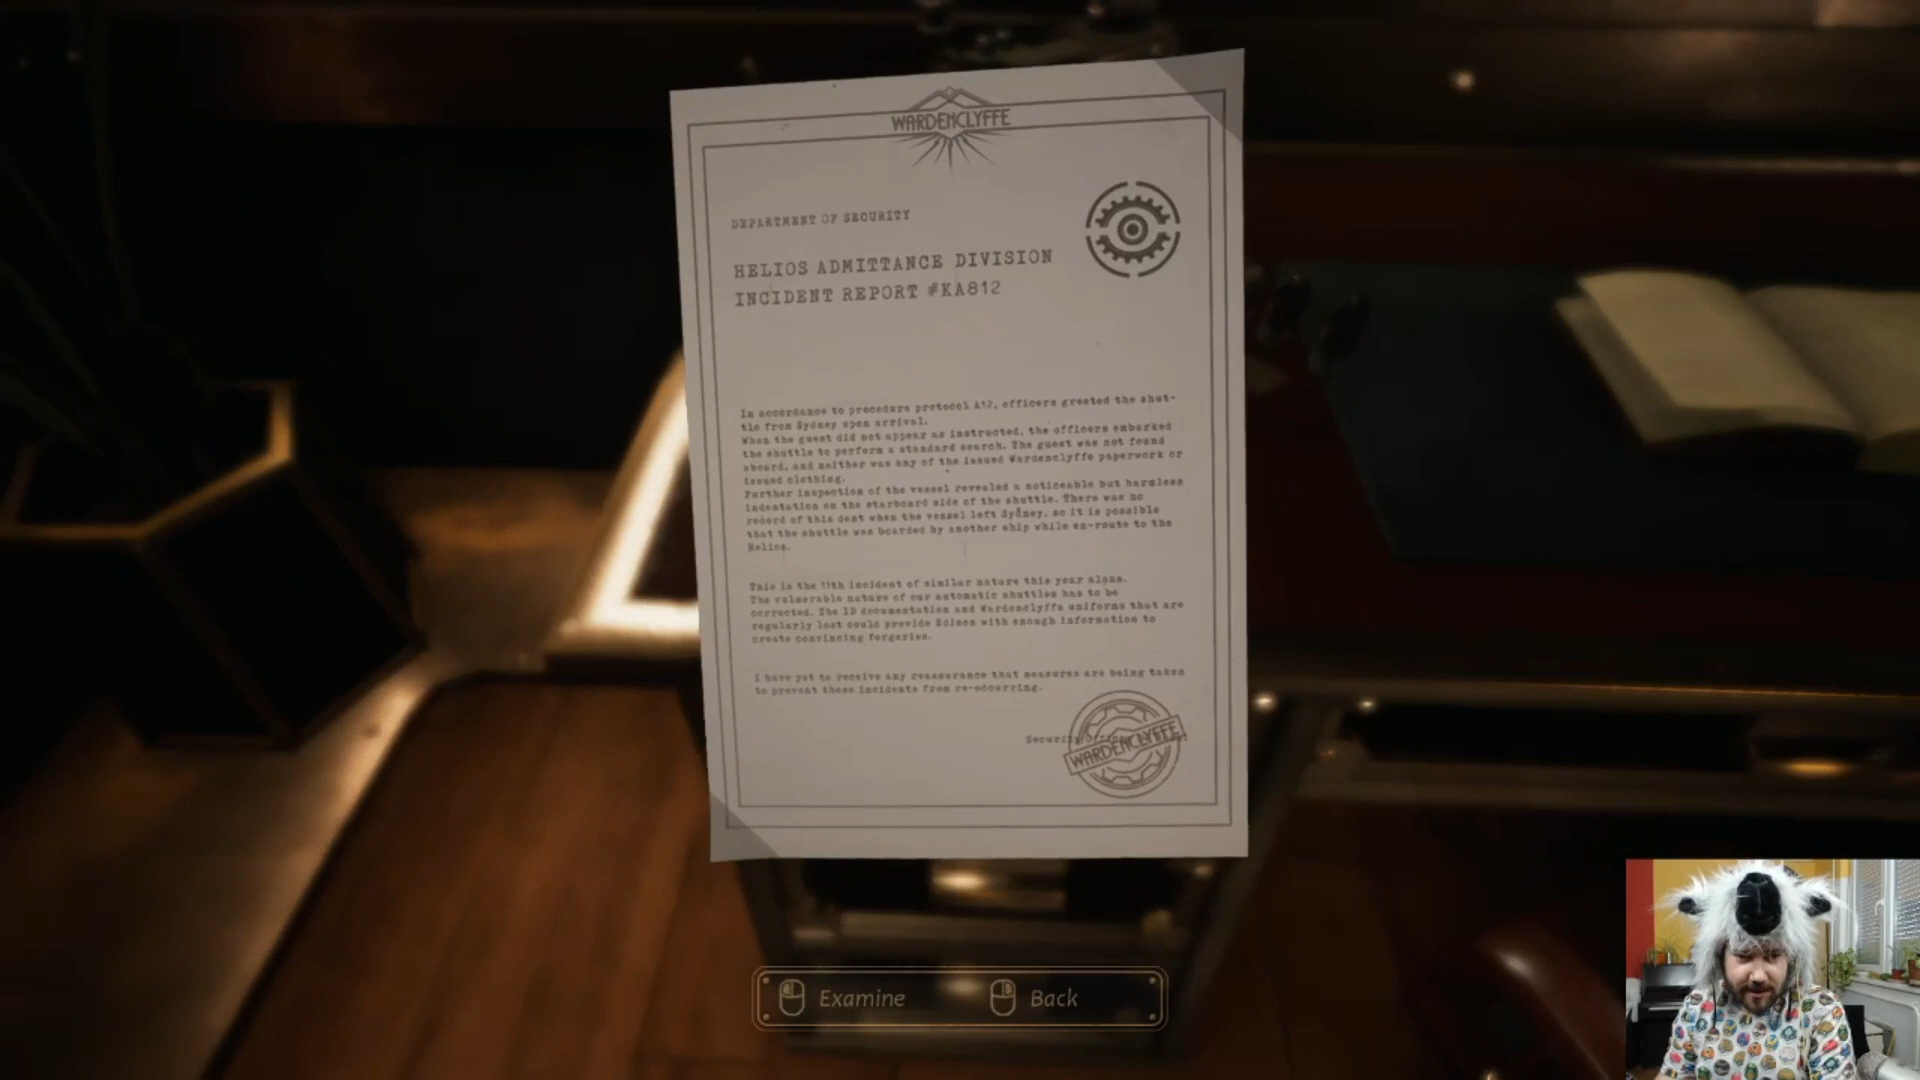 WARDENCLYFFE
DEPARTMENT OF SECURITY
HELIOS ADMITTANCE DIVISION
INCIDENT REPORT #KA812
In accordance to procedure protocol A12, officers greeted the shut-
tle from Sydney upon arrival.
When the guest did not appear as instructed, the officers embarked
the shuttle to perform a standard search. The guest was not found
aboard, and neither was any of the issued Wardenclyffe paperwork or
issued clothing.
Further inspection of the vessel revealed a noticeable but harmless
indentation on the starboard side of the shuttle. There was no
record of this dent when the vessel left Sydney, so it is possible
that the shuttle was boarded by another ship while en-route to the
Helios.
This is the 11th incident of similar nature this year alone.
The vulnerable nature of our automatic shuttles has to be
corrected. The ID documentation and Wardenclyffe uniforms that are
regularly lost could provide Edison with enough information to
create convincing forgeries.
I have yet to receive any reassurance that measures are being taken
to prevent these incidents from re-occurring.
Security
WARDENCLYFFE
Examine Back